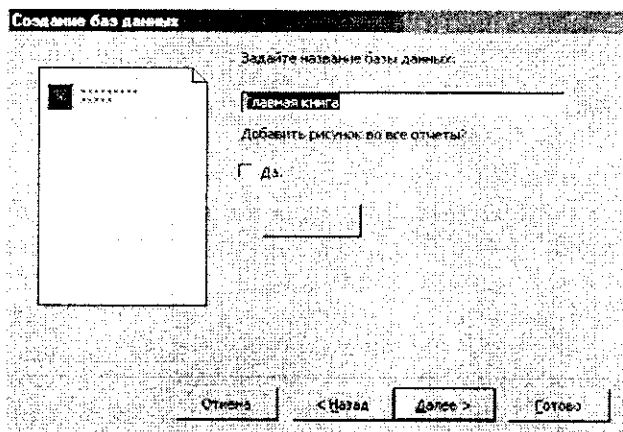 Создание баз данных
Задайте название базы данных:
Главная книга
Добавить рисунок во все отчеты?
Да.
Отмена
< Назад
Далее >
Готово